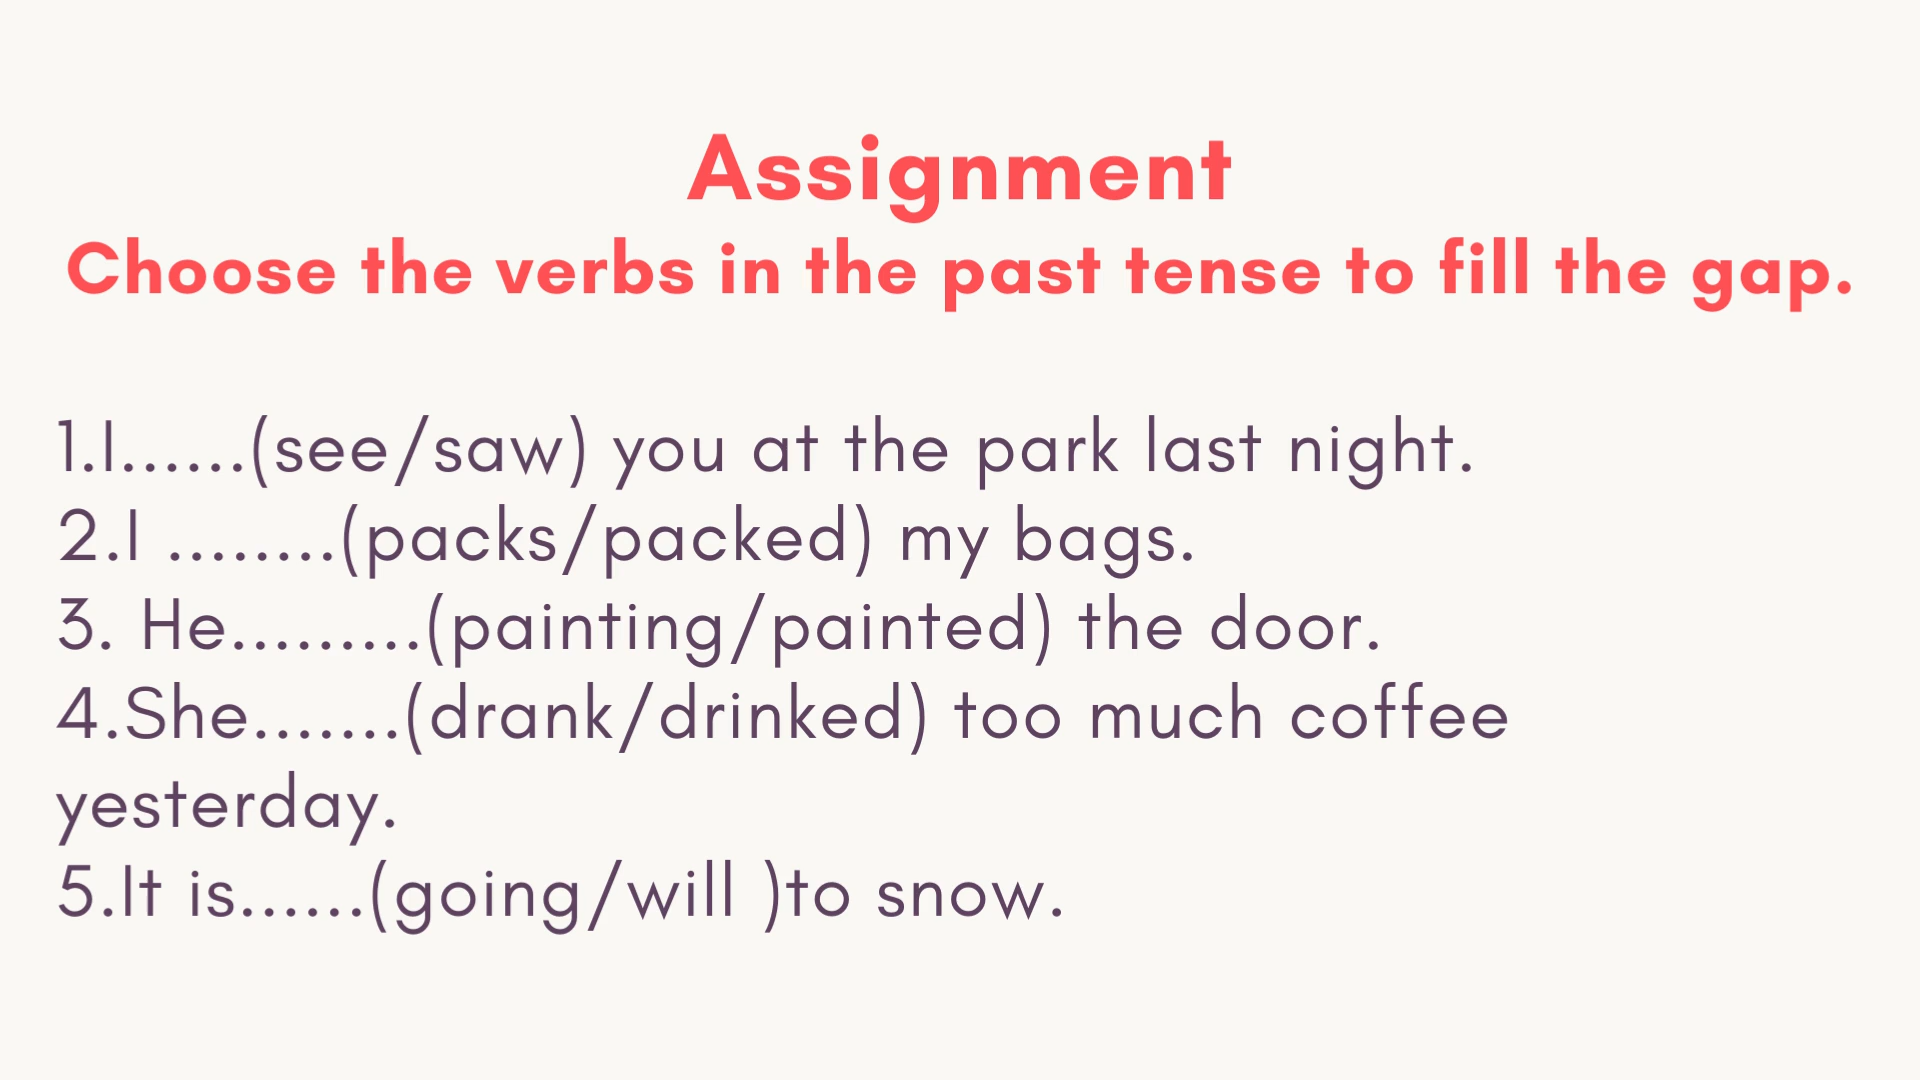 Assignment
Choose the verbs in the past tense to fill the gap.
1.I......(see/saw) you at the park last night.
2.I ........(packs/packed) my bags.
3. He.........(painting/painted) the door.
4.She.......(drank/drinked) too much coffee
yesterday.
5.It is......(going/will )to snow.